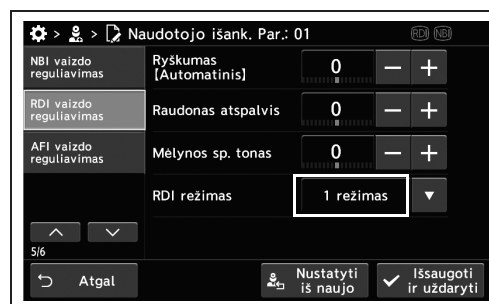 > > Naudotojo išank. Par.: 01 RDI NBI
NBI vaizdo
reguliavimas
RDI vaizdo
reguliavimas
AFI vaizdo
reguliavimas
5/6
Ryškumas
[Automatinis] 0 − +
Raudonas atspalvis 0 − +
Mėlynos sp. tonas 0 − +
RDI režimas 1 režimas
Atgal
Nustatyti
iš naujo
Išsaugoti
ir uždaryti